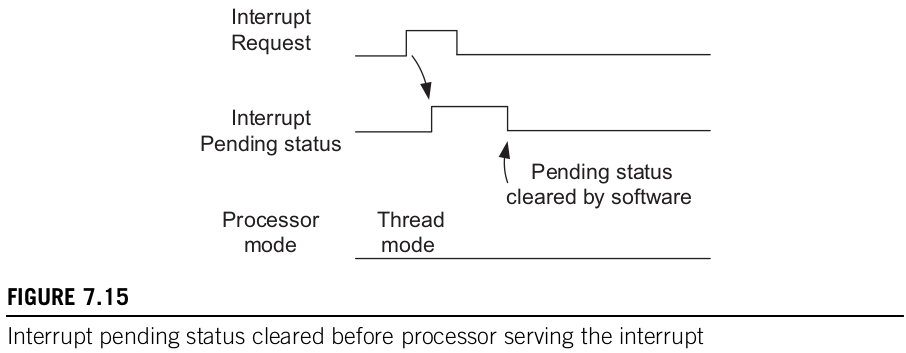 Interrupt
Request
Interrupt
Pending status
Pending status
cleared by software
Processor
mode
Thread
mode
FIGURE 7.15
Interrupt pending status cleared before processor serving the interrupt